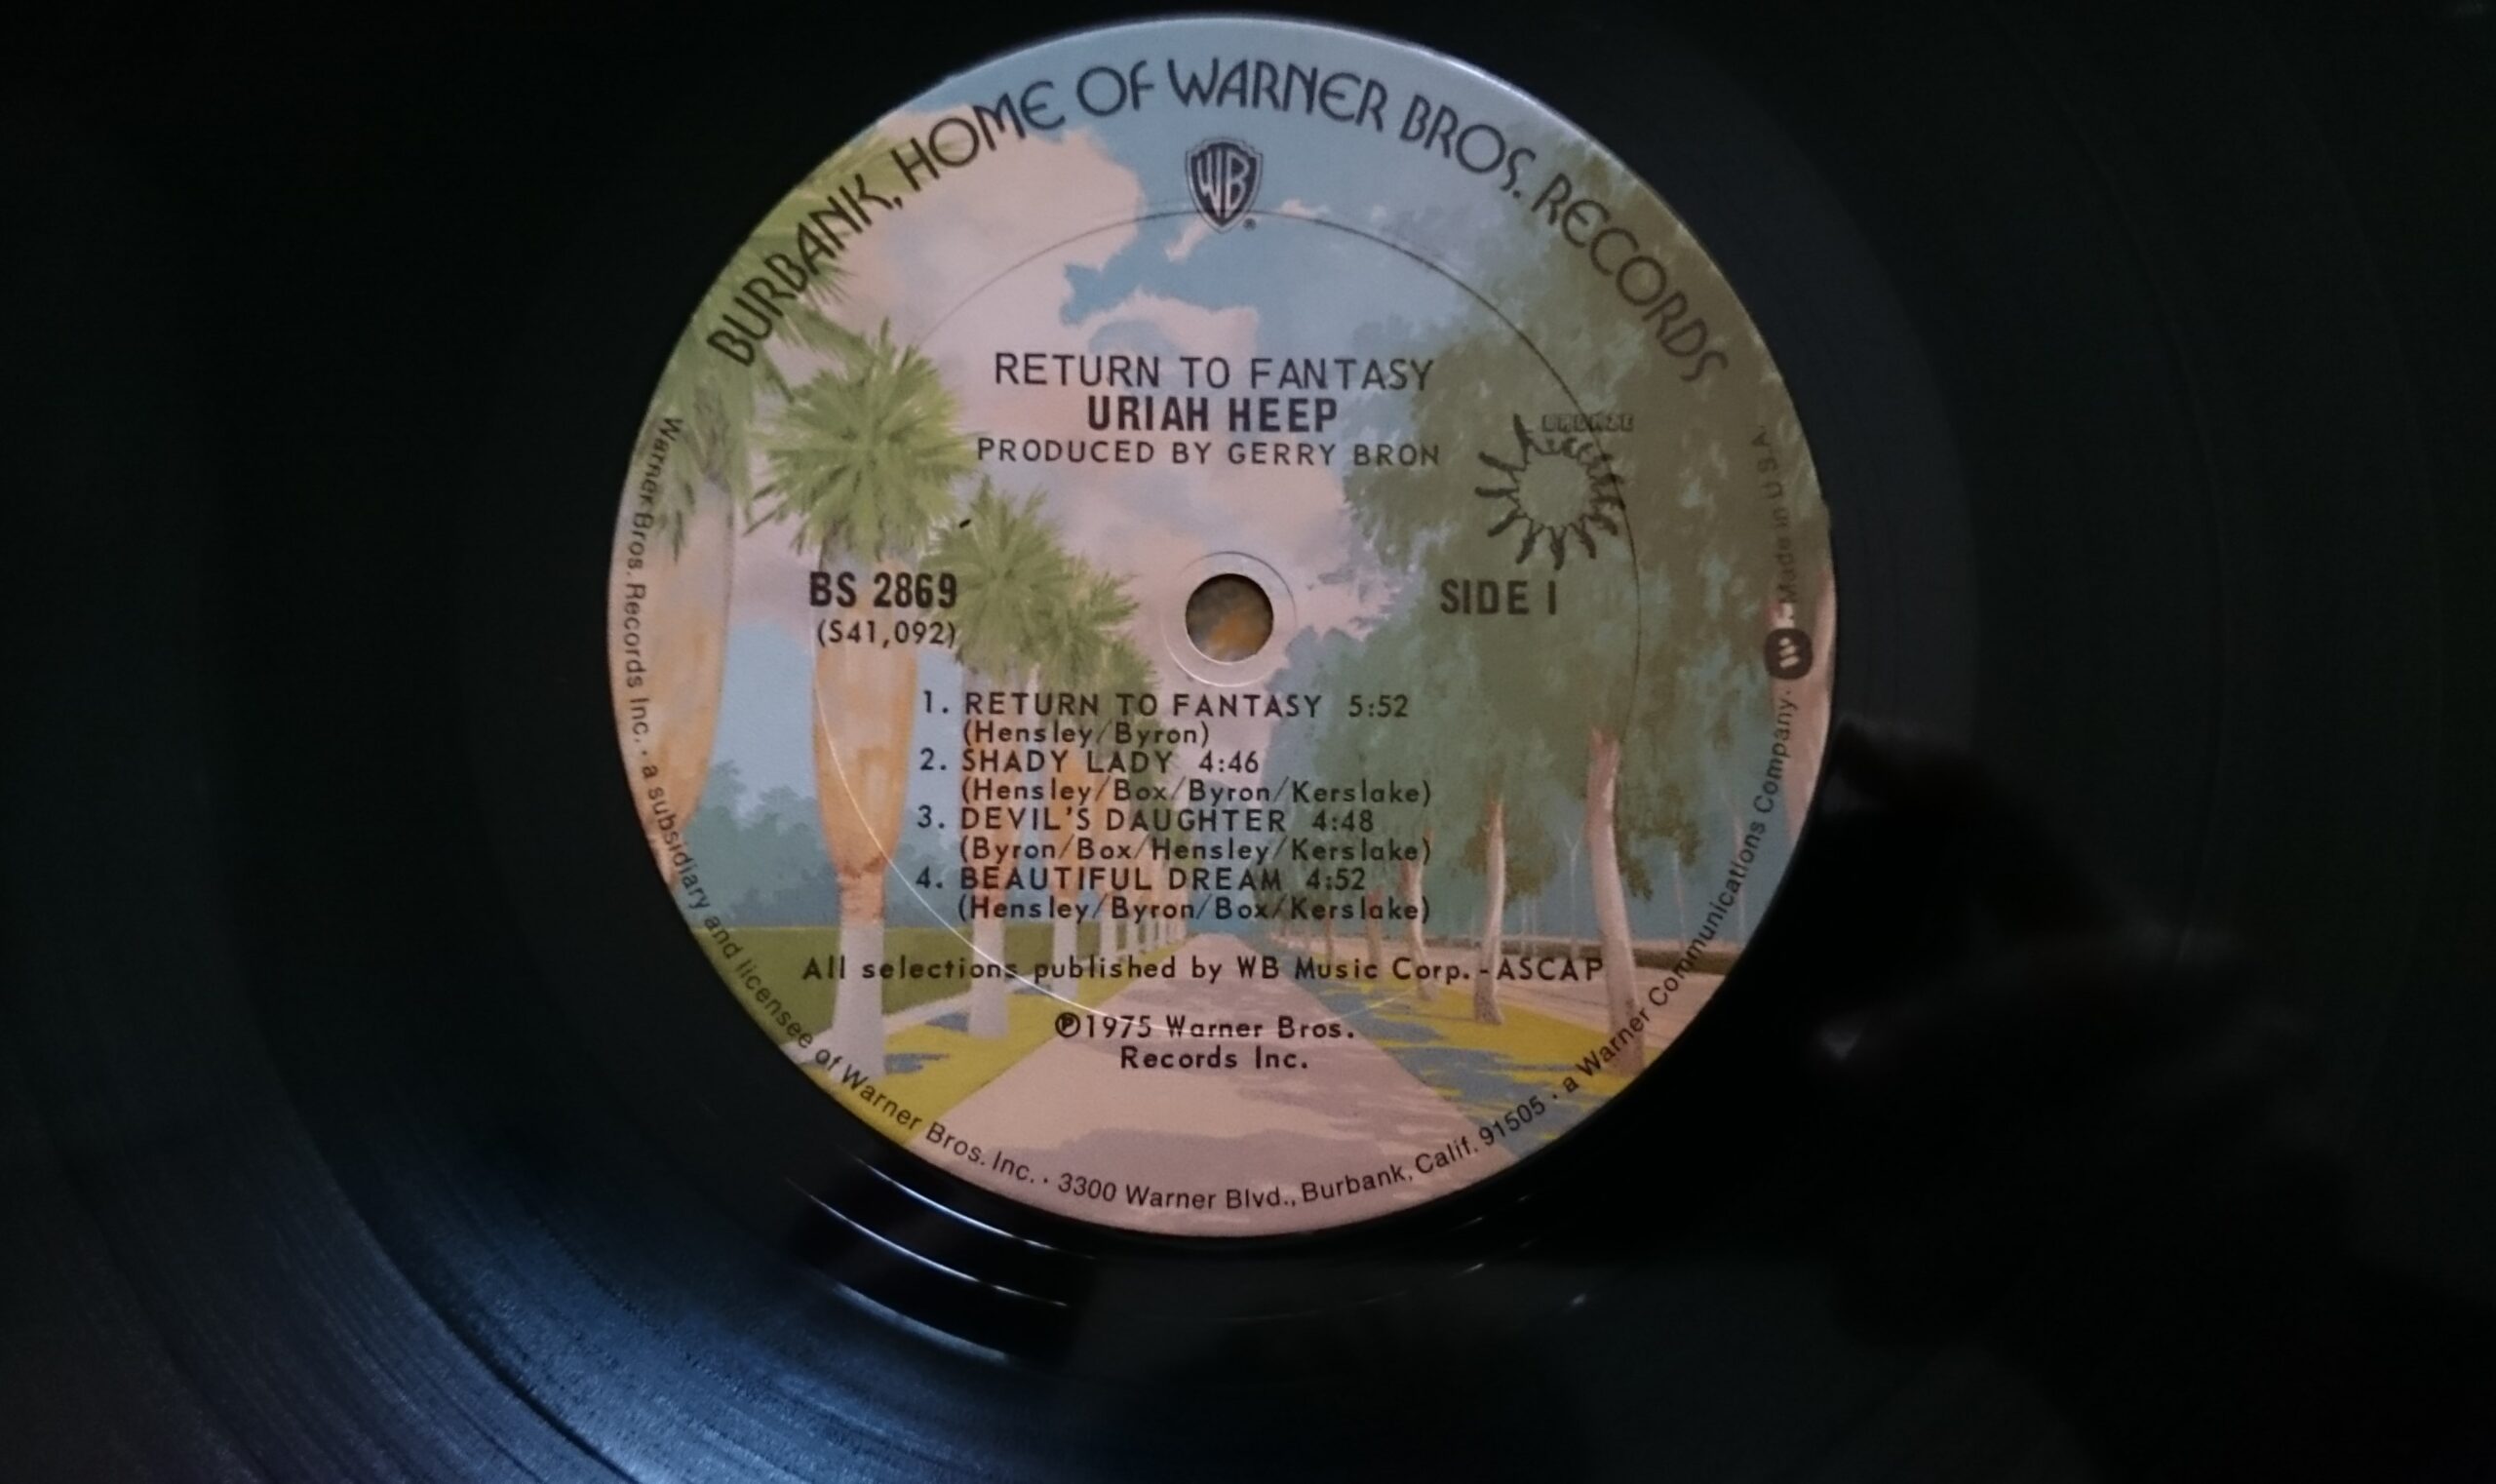 BURBANK, HOME OF WARNER BROS. RECORDS
WB
®
RETURN TO FANTASY
URIAH HEEP
PRODUCED BY GERRY BRON
BRONZE
BS 2869
(S41,092)
SIDE 1
1. RETURN TO FANTASY 5:52
(Hensley/Byron)
2. SHADY LADY 4:46
(Hensley/Box/Byron/Kerslake)
3. DEVIL'S DAUGHTER 4:48
(Byron/Box/Hensley/Kerslake)
4. BEAUTIFUL DREAM 4:52
(Hensley/Byron/Box/Kerslake)
All selections published by WB Music Corp.-ASCAP
℗1975 Warner Bros.
Records Inc.
Warner Bros. Records Inc. · a subsidiary and licensee of Warner Bros. Inc. · 3300 Warner Blvd., Burbank, Calif. 91505 · a Warner Communications Company. · Made in U.S.A.